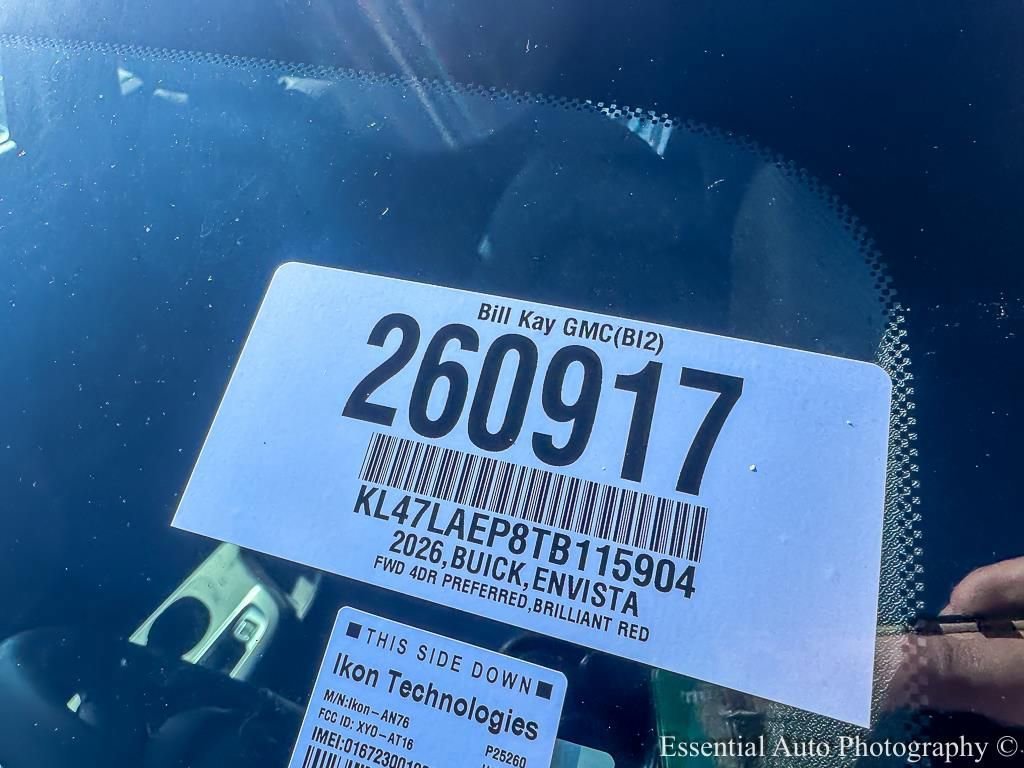 Bill Kay GMC(BI2)
260917
KL47LAEP8TB115904
2026,BUICK,ENVISTA
FWD 4DR PREFERRED,BRILLIANT RED
THIS SIDE DOWN
Ikon Technologies
M/N:Ikon-AN76
FCC ID: XYO-AT16 P25260
Essential Auto Photography ©